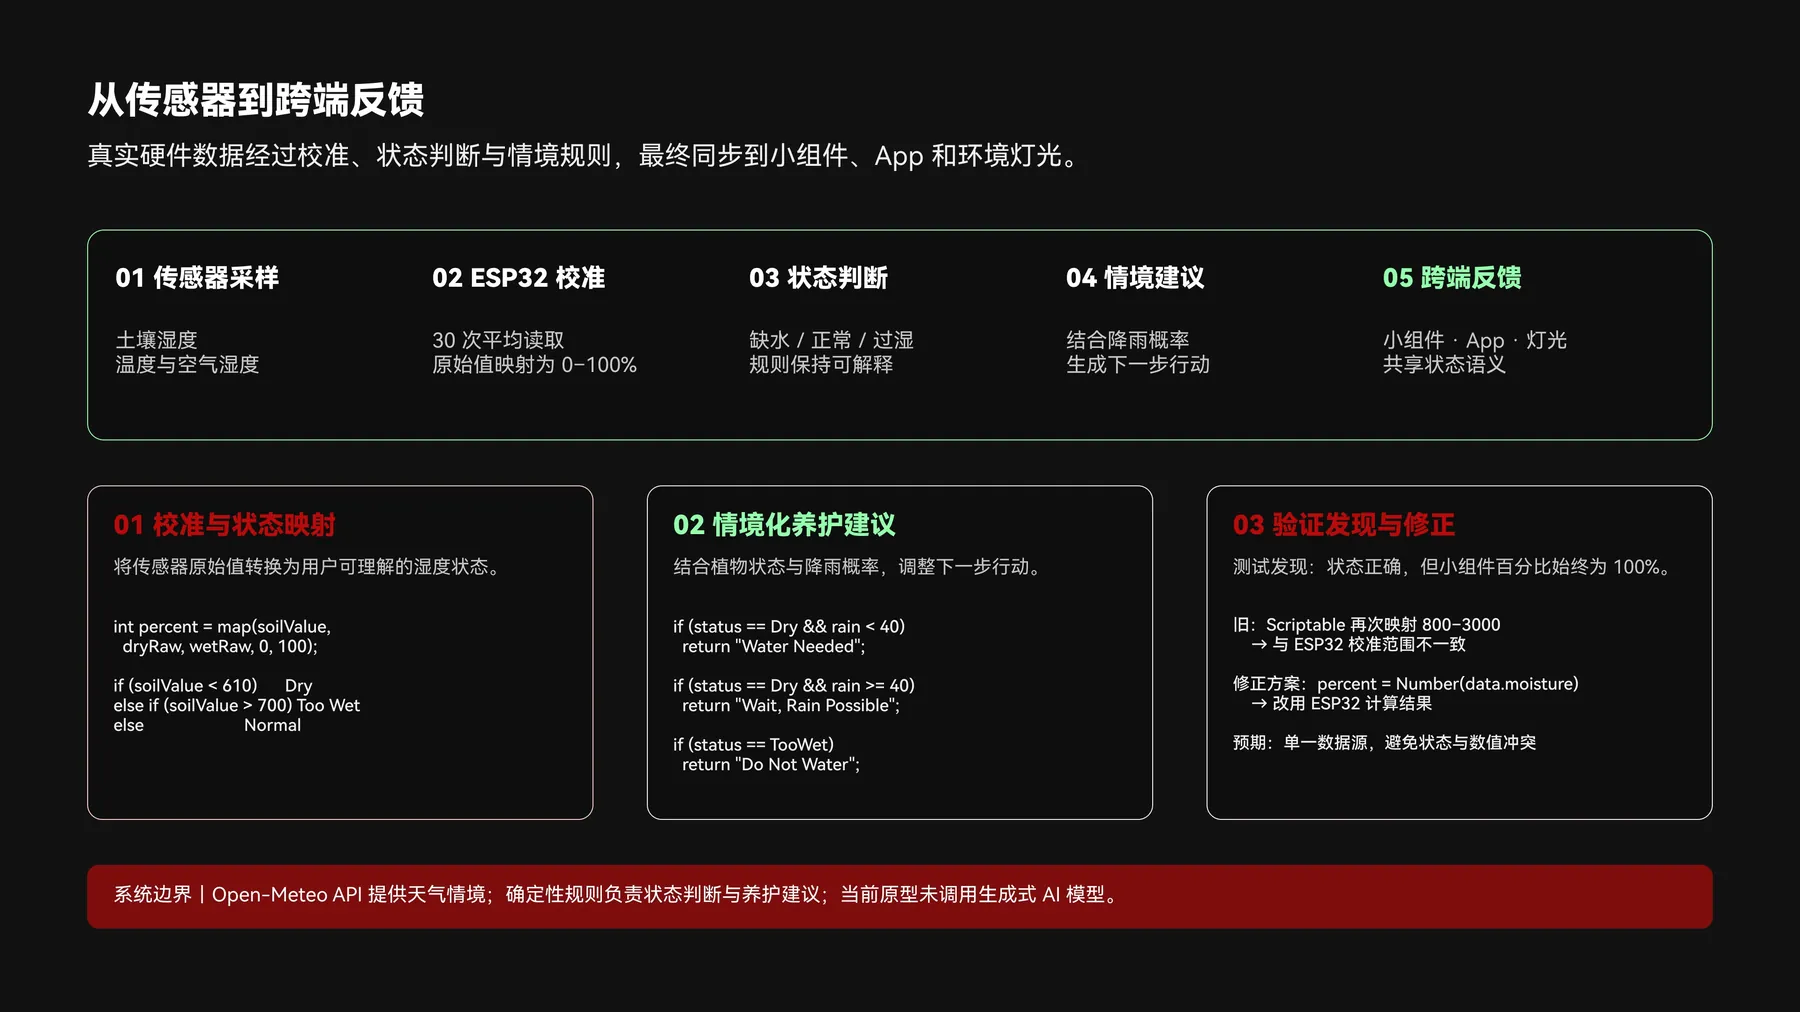 从传感器到跨端反馈
真实硬件数据经过校准、状态判断与情境规则，最终同步到小组件、App 和环境灯光。
01 传感器采样
土壤湿度
温度与空气湿度
02 ESP32 校准
30 次平均读取
原始值映射为 0–100%
03 状态判断
缺水 / 正常 / 过湿
规则保持可解释
04 情境建议
结合降雨概率
生成下一步行动
05 跨端反馈
小组件 · App · 灯光
共享状态语义
01 校准与状态映射
将传感器原始值转换为用户可理解的湿度状态。
int percent = map(soilValue,
dryRaw, wetRaw, 0, 100);
if (soilValue < 610) Dry
else if (soilValue > 700) Too Wet
else Normal
02 情境化养护建议
结合植物状态与降雨概率，调整下一步行动。
if (status == Dry && rain < 40)
return "Water Needed";
if (status == Dry && rain >= 40)
return "Wait, Rain Possible";
if (status == TooWet)
return "Do Not Water";
03 验证发现与修正
测试发现：状态正确，但小组件百分比始终为 100%。
旧：Scriptable 再次映射 800–3000
→ 与 ESP32 校准范围不一致
修正方案：percent = Number(data.moisture)
→ 改用 ESP32 计算结果
预期：单一数据源，避免状态与数值冲突
系统边界｜Open-Meteo API 提供天气情境；确定性规则负责状态判断与养护建议；当前原型未调用生成式 AI 模型。